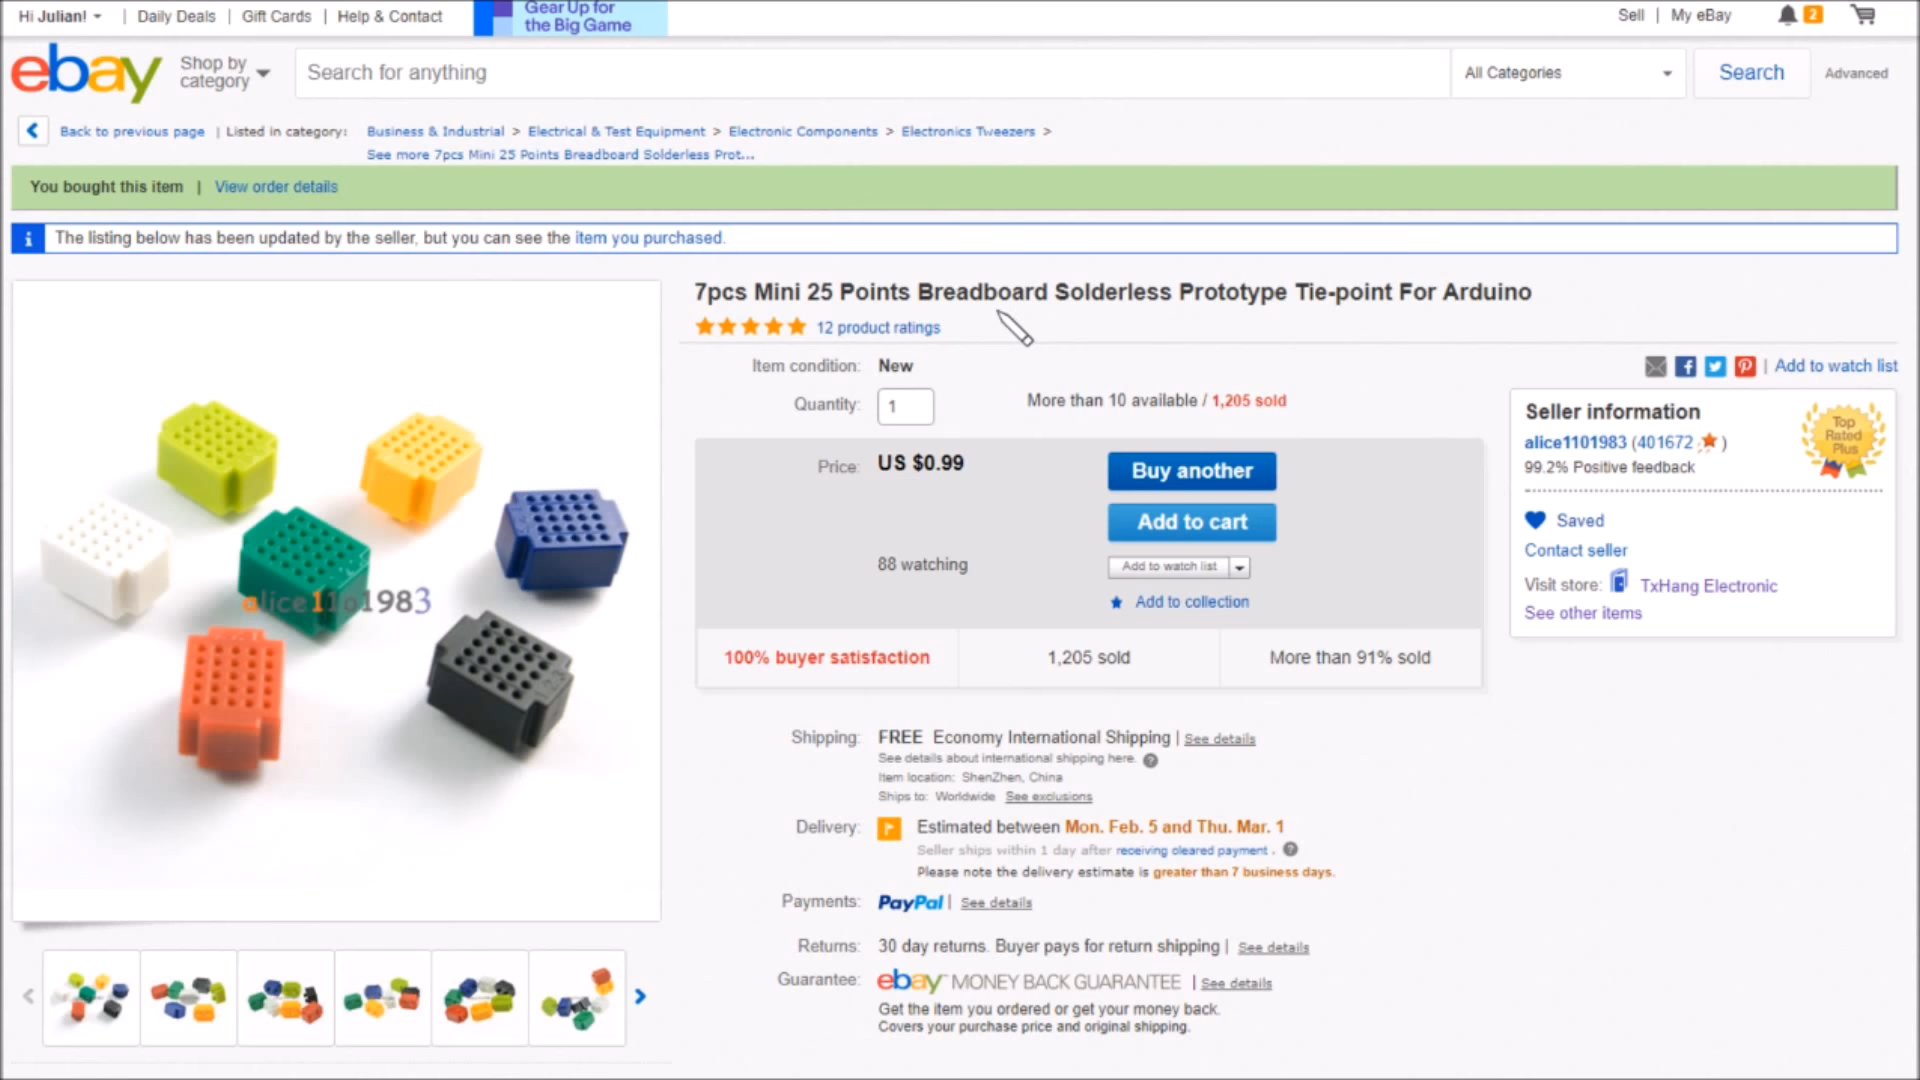 Hi Julian!
Daily Deals
Gift Cards
Help & Contact
Gear Up for
the Big Game
Sell
My eBay
2
ebay
Shop by
category
Search for anything
All Categories
Search
Advanced
Back to previous page | Listed in category: Business & Industrial > Electrical & Test Equipment > Electronic Components > Electronics Tweezers >
See more 7pcs Mini 25 Points Breadboard Solderless Prot...
You bought this item | View order details
i The listing below has been updated by the seller, but you can see the item you purchased.
7pcs Mini 25 Points Breadboard Solderless Prototype Tie-point For Arduino
12 product ratings
Item condition: New
Add to watch list
Quantity: 1
More than 10 available / 1,205 sold
Price: US $0.99
Buy another
Add to cart
88 watching
Add to watch list
Add to collection
100% buyer satisfaction
1,205 sold
More than 91% sold
Seller information
alice1101983 (401672 )
99.2% Positive feedback
Top
Rated
Plus
Saved
Contact seller
Visit store: TxHang Electronic
See other items
alice1101983
Shipping: FREE Economy International Shipping | See details
See details about international shipping here. ?
Item location: ShenZhen, China
Ships to: Worldwide See exclusions
Delivery: Estimated between Mon. Feb. 5 and Thu. Mar. 1
Seller ships within 1 day after receiving cleared payment . ?
Please note the delivery estimate is greater than 7 business days.
Payments: PayPal | See details
Returns: 30 day returns. Buyer pays for return shipping | See details
Guarantee: ebay MONEY BACK GUARANTEE | See details
Get the item you ordered or get your money back.
Covers your purchase price and original shipping.